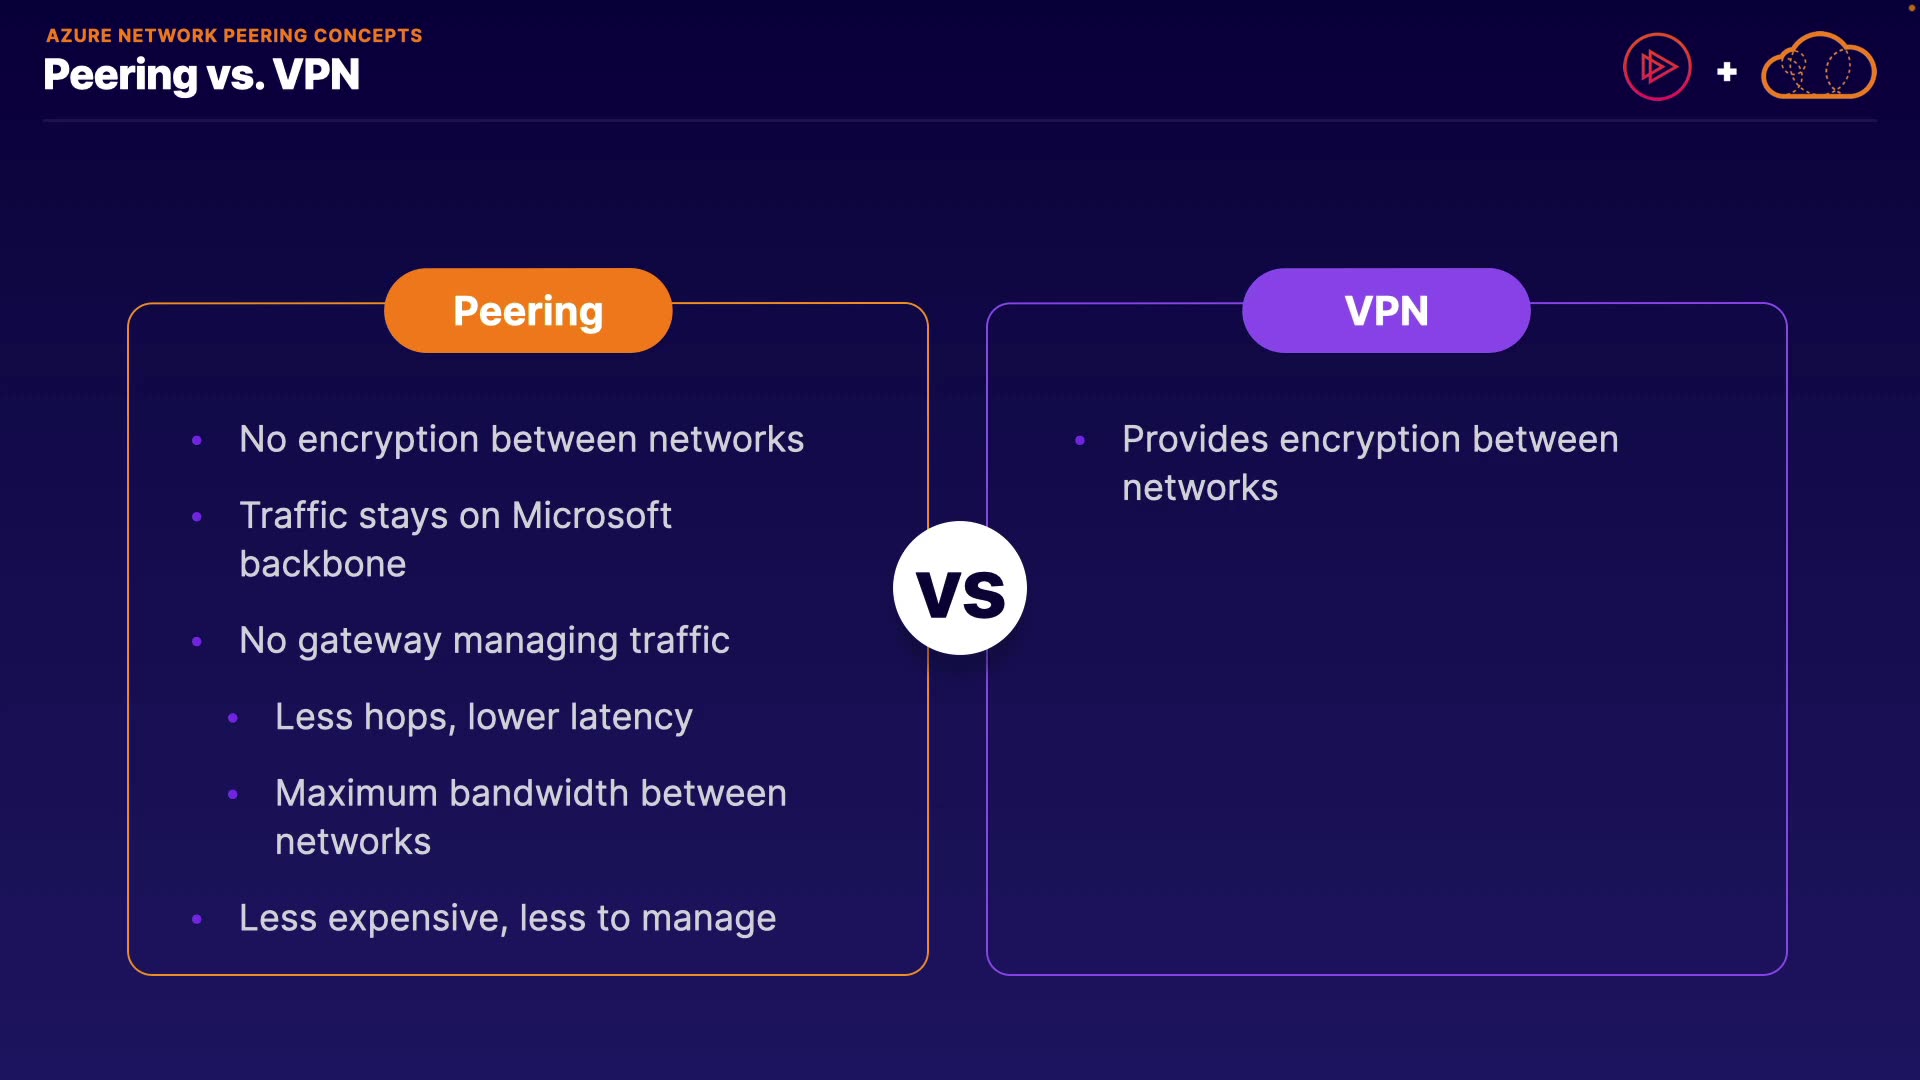 AZURE NETWORK PEERING CONCEPTS
Peering vs. VPN
+
Peering
• No encryption between networks
• Traffic stays on Microsoft
backbone
• No gateway managing traffic
• Less hops, lower latency
• Maximum bandwidth between
networks
• Less expensive, less to manage
VS
VPN
• Provides encryption between
networks